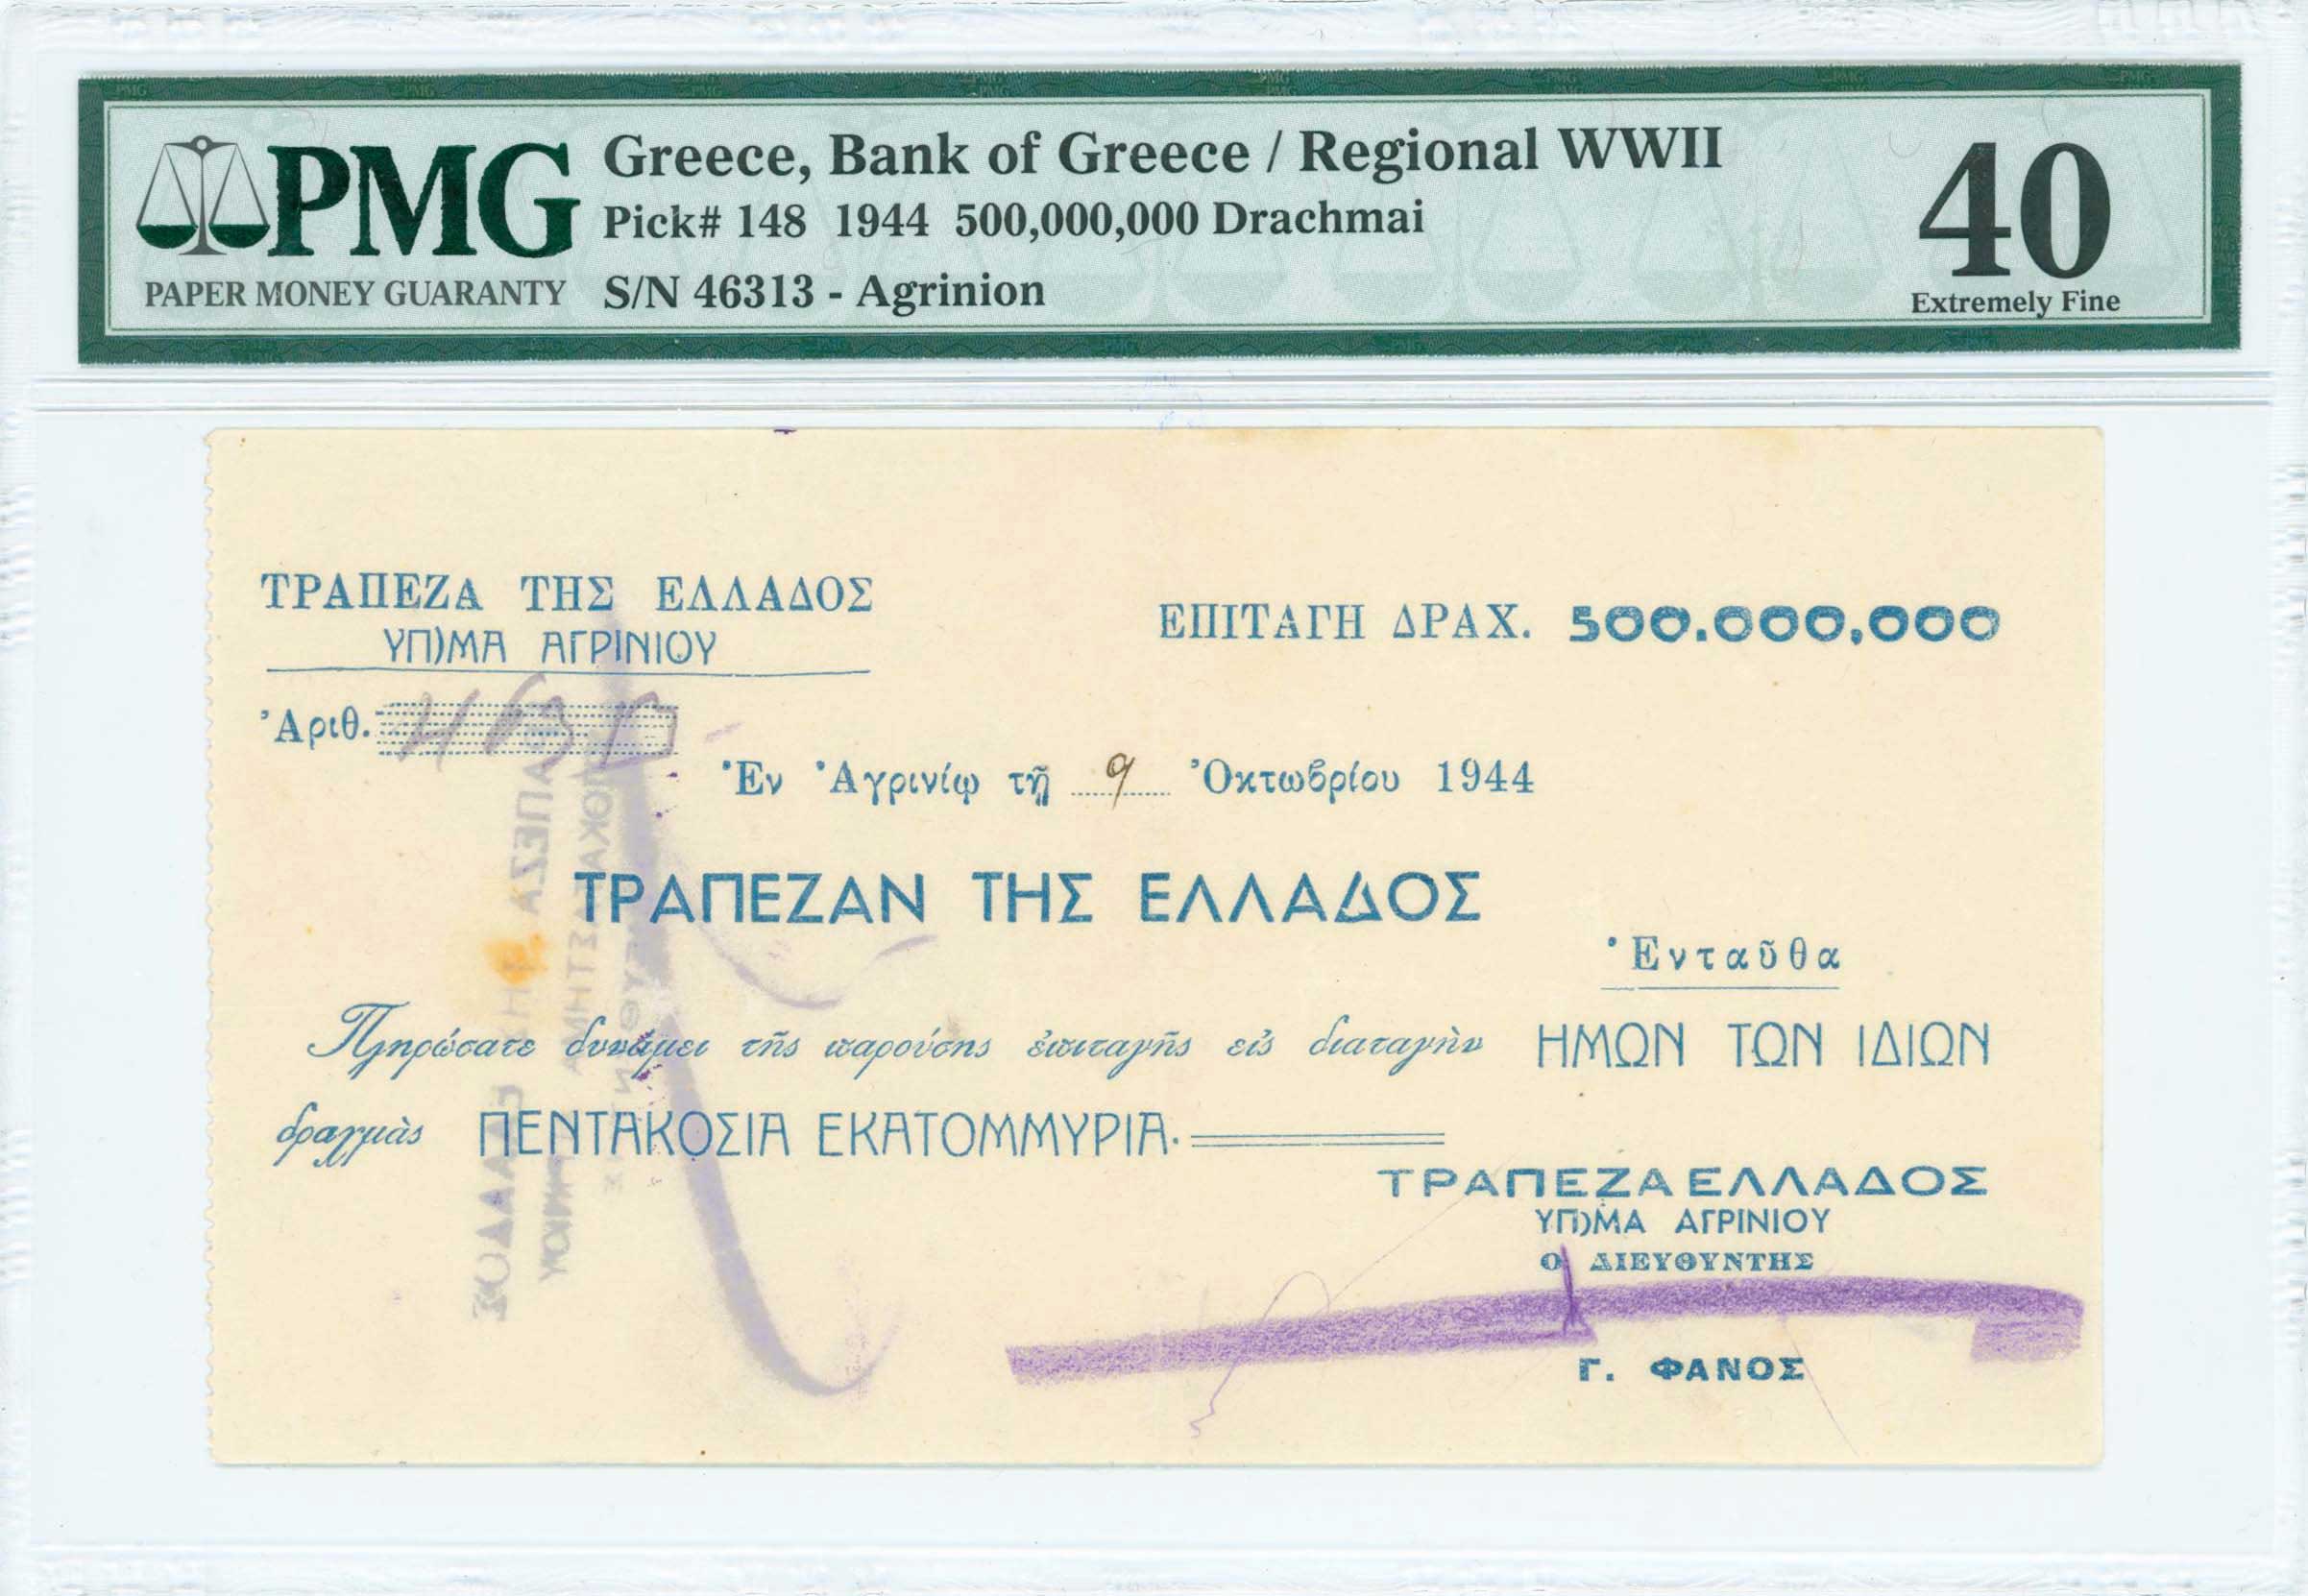 PMG
PAPER MONEY GUARANTY
Greece, Bank of Greece / Regional WWII
Pick# 148 1944 500,000,000 Drachmai
S/N 46313 - Agrinion
40
Extremely Fine
ΤΡΑΠΕΖΑ ΤΗΣ ΕΛΛΑΔΟΣ
ΥΠ)ΜΑ ΑΓΡΙΝΙΟΥ
ΕΠΙΤΑΓΗ ΔΡΑΧ. 500.000,000
Ἀριθ. 46313
Ἐν Ἀγρινίῳ τῇ 9 Ὀκτωβρίου 1944
ΤΡΑΠΕΖΑΝ ΤΗΣ ΕΛΛΑΔΟΣ
Ἐνταῦθα
Πληρώσατε δυνάμει τῆς παρούσης ἐπιταγῆς εἰς διαταγὴν ΗΜΩΝ ΤΩΝ ΙΔΙΩΝ
δραχμὰς ΠΕΝΤΑΚΟΣΙΑ ΕΚΑΤΟΜΜΥΡΙΑ.
ΤΡΑΠΕΖΑ ΕΛΛΑΔΟΣ
ΥΠ)ΜΑ ΑΓΡΙΝΙΟΥ
Ο ΔΙΕΥΘΥΝΤΗΣ
Γ. ΦΑΝΟΣ